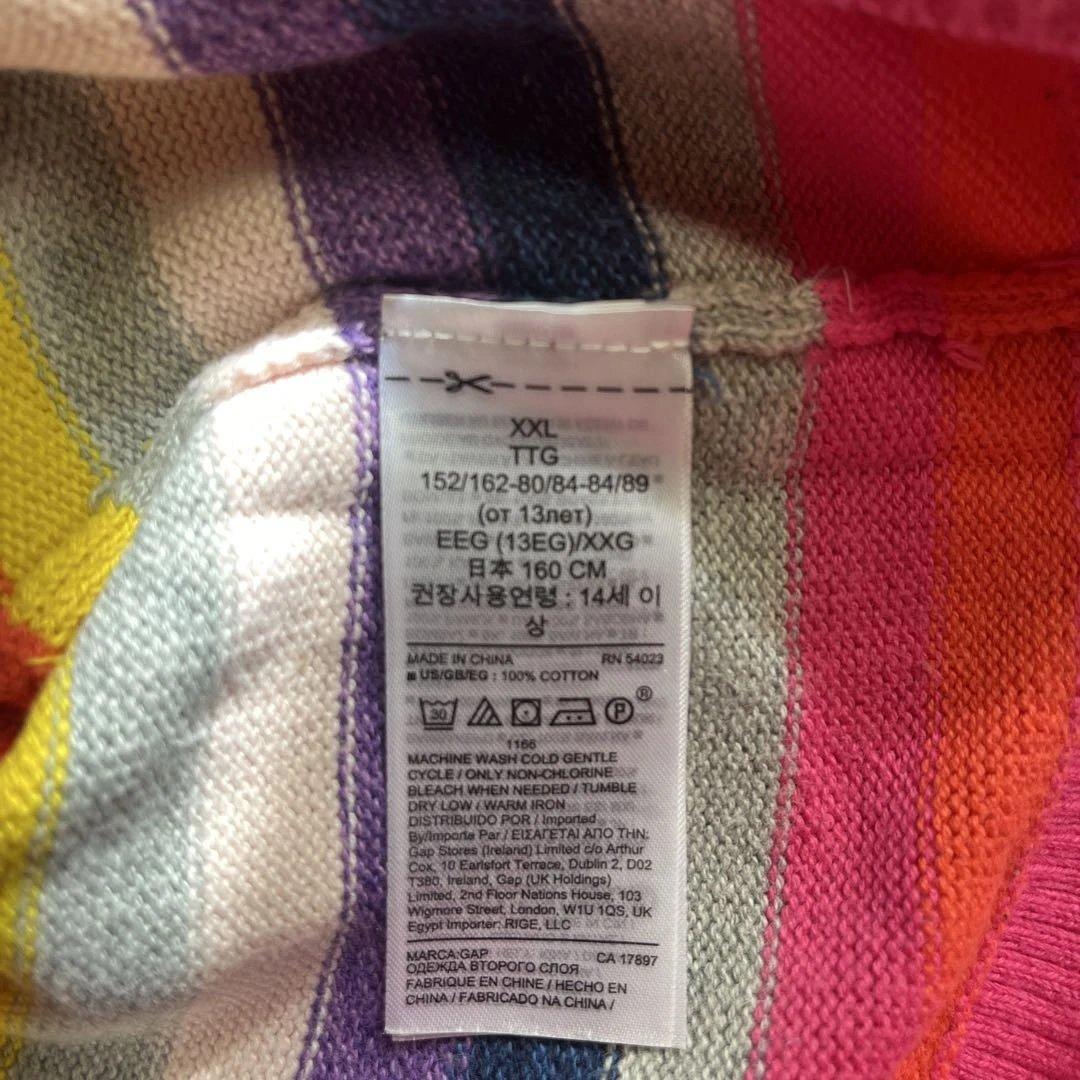 XXL
TTG
152/162-80/84-84/89
(от 13лет)
EEG (13EG)/XXG
日本 160 CM
권장사용연령 : 14세 이
상
MADE IN CHINA RN 54023
US/GB/EG : 100% COTTON
30 P ®
1166
MACHINE WASH COLD GENTLE
CYCLE / ONLY NON-CHLORINE
BLEACH WHEN NEEDED / TUMBLE
DRY LOW / WARM IRON
DISTRIBUIDO POR / Imported
By/Importe Par / ΕΙΣΑΓΕΤΑΙ ΑΠΟ ΤΗΝ:
Gap Stores (Ireland) Limited c/o Arthur
Cox, 10 Earlsfort Terrace, Dublin 2, D02
T380, Ireland, Gap (UK Holdings)
Limited, 2nd Floor Nations House, 103
Wigmore Street, London, W1U 1QS, UK
Egypt Importer: RIGE, LLC
MARCA:GAP CA 17897
ОДЕЖДА ВТОРОГО СЛОЯ
FABRIQUE EN CHINE / HECHO EN
CHINA / FABRICADO NA CHINA /